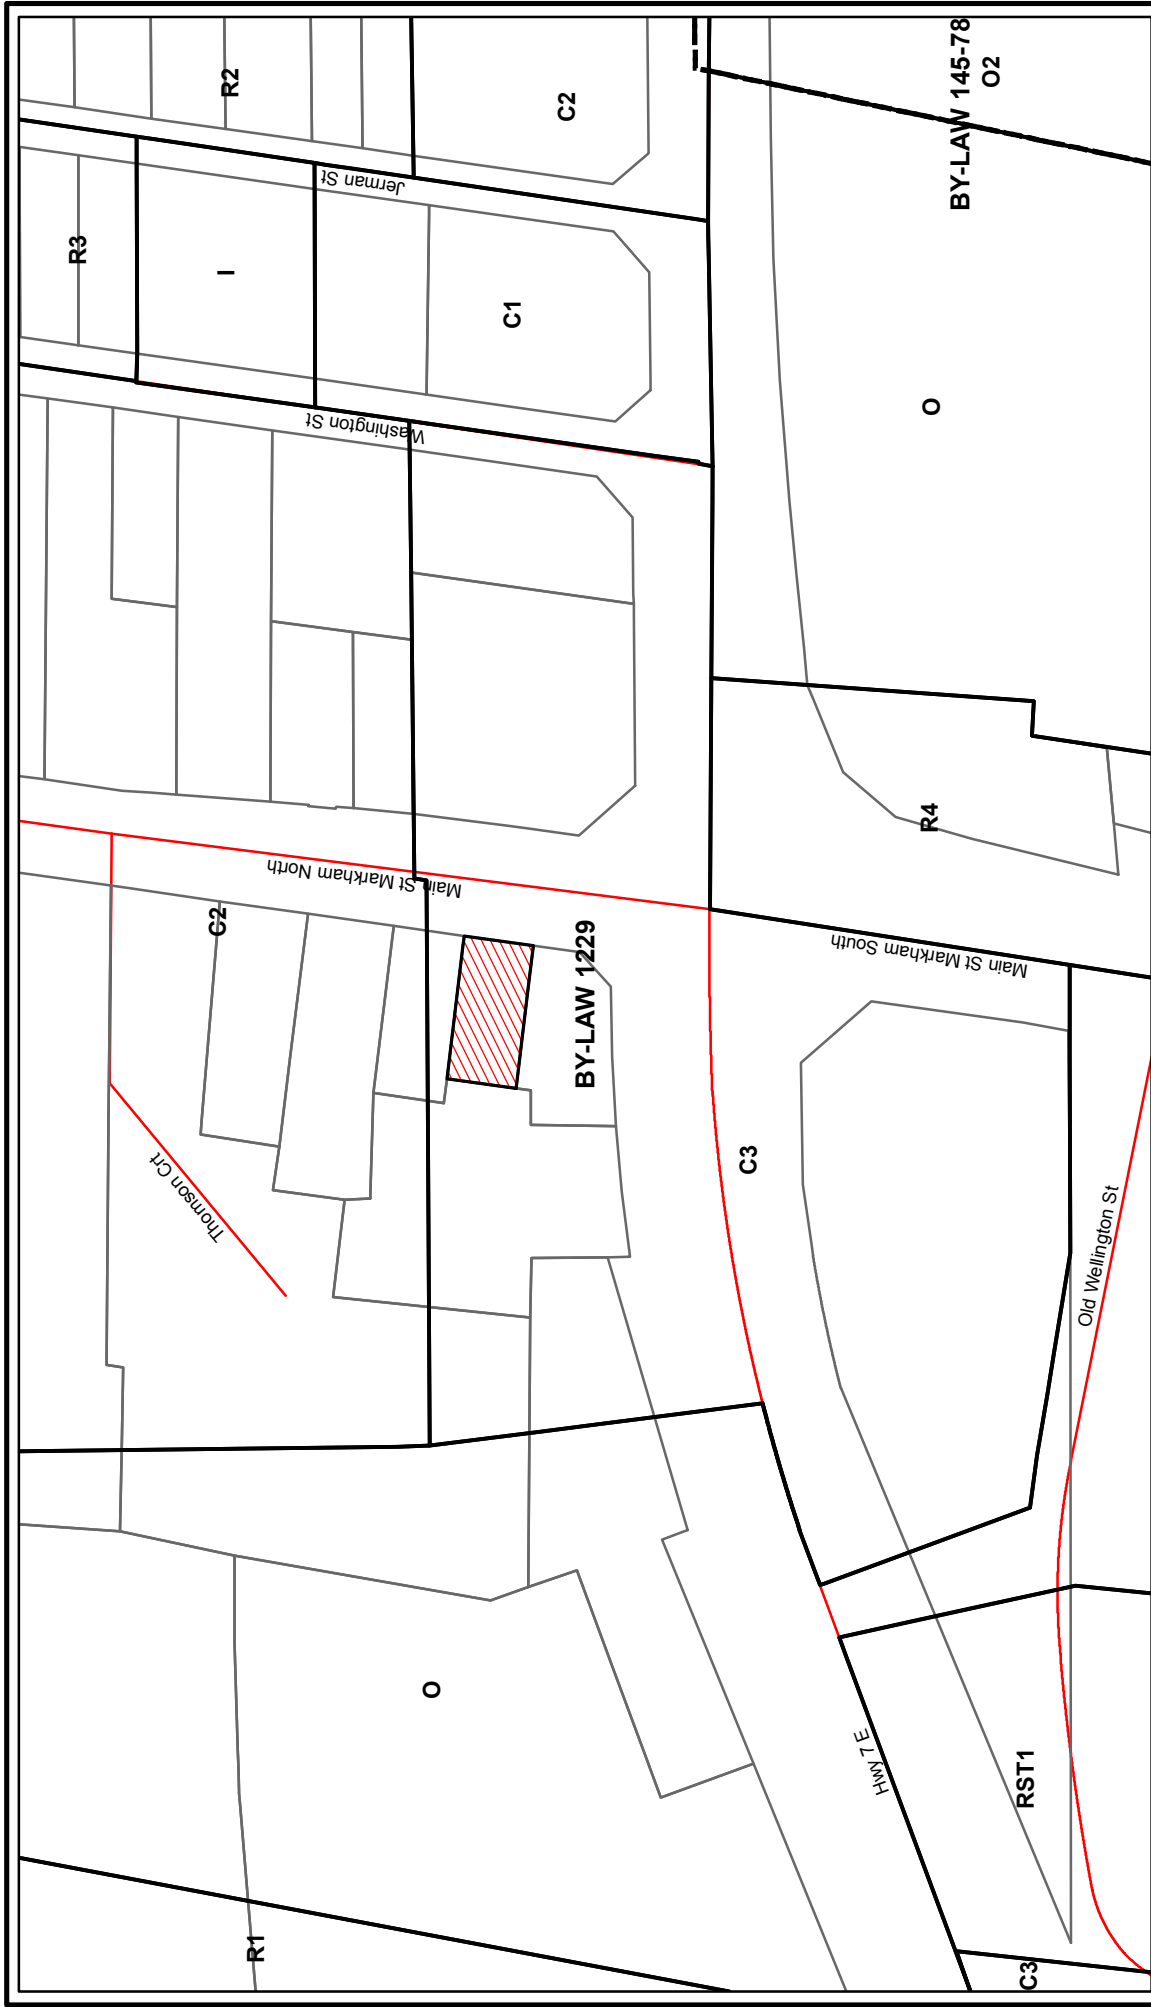 R1
O
C3
RST1
Hwy 7 E
Old Wellington St
Thomson Crt
C2
Main St Markham North
BY-LAW 1229
C3
Main St Markham South
R4
Washington St
O
R3
I
C1
Jerman St
R2
C2
BY-LAW 145-78
O2